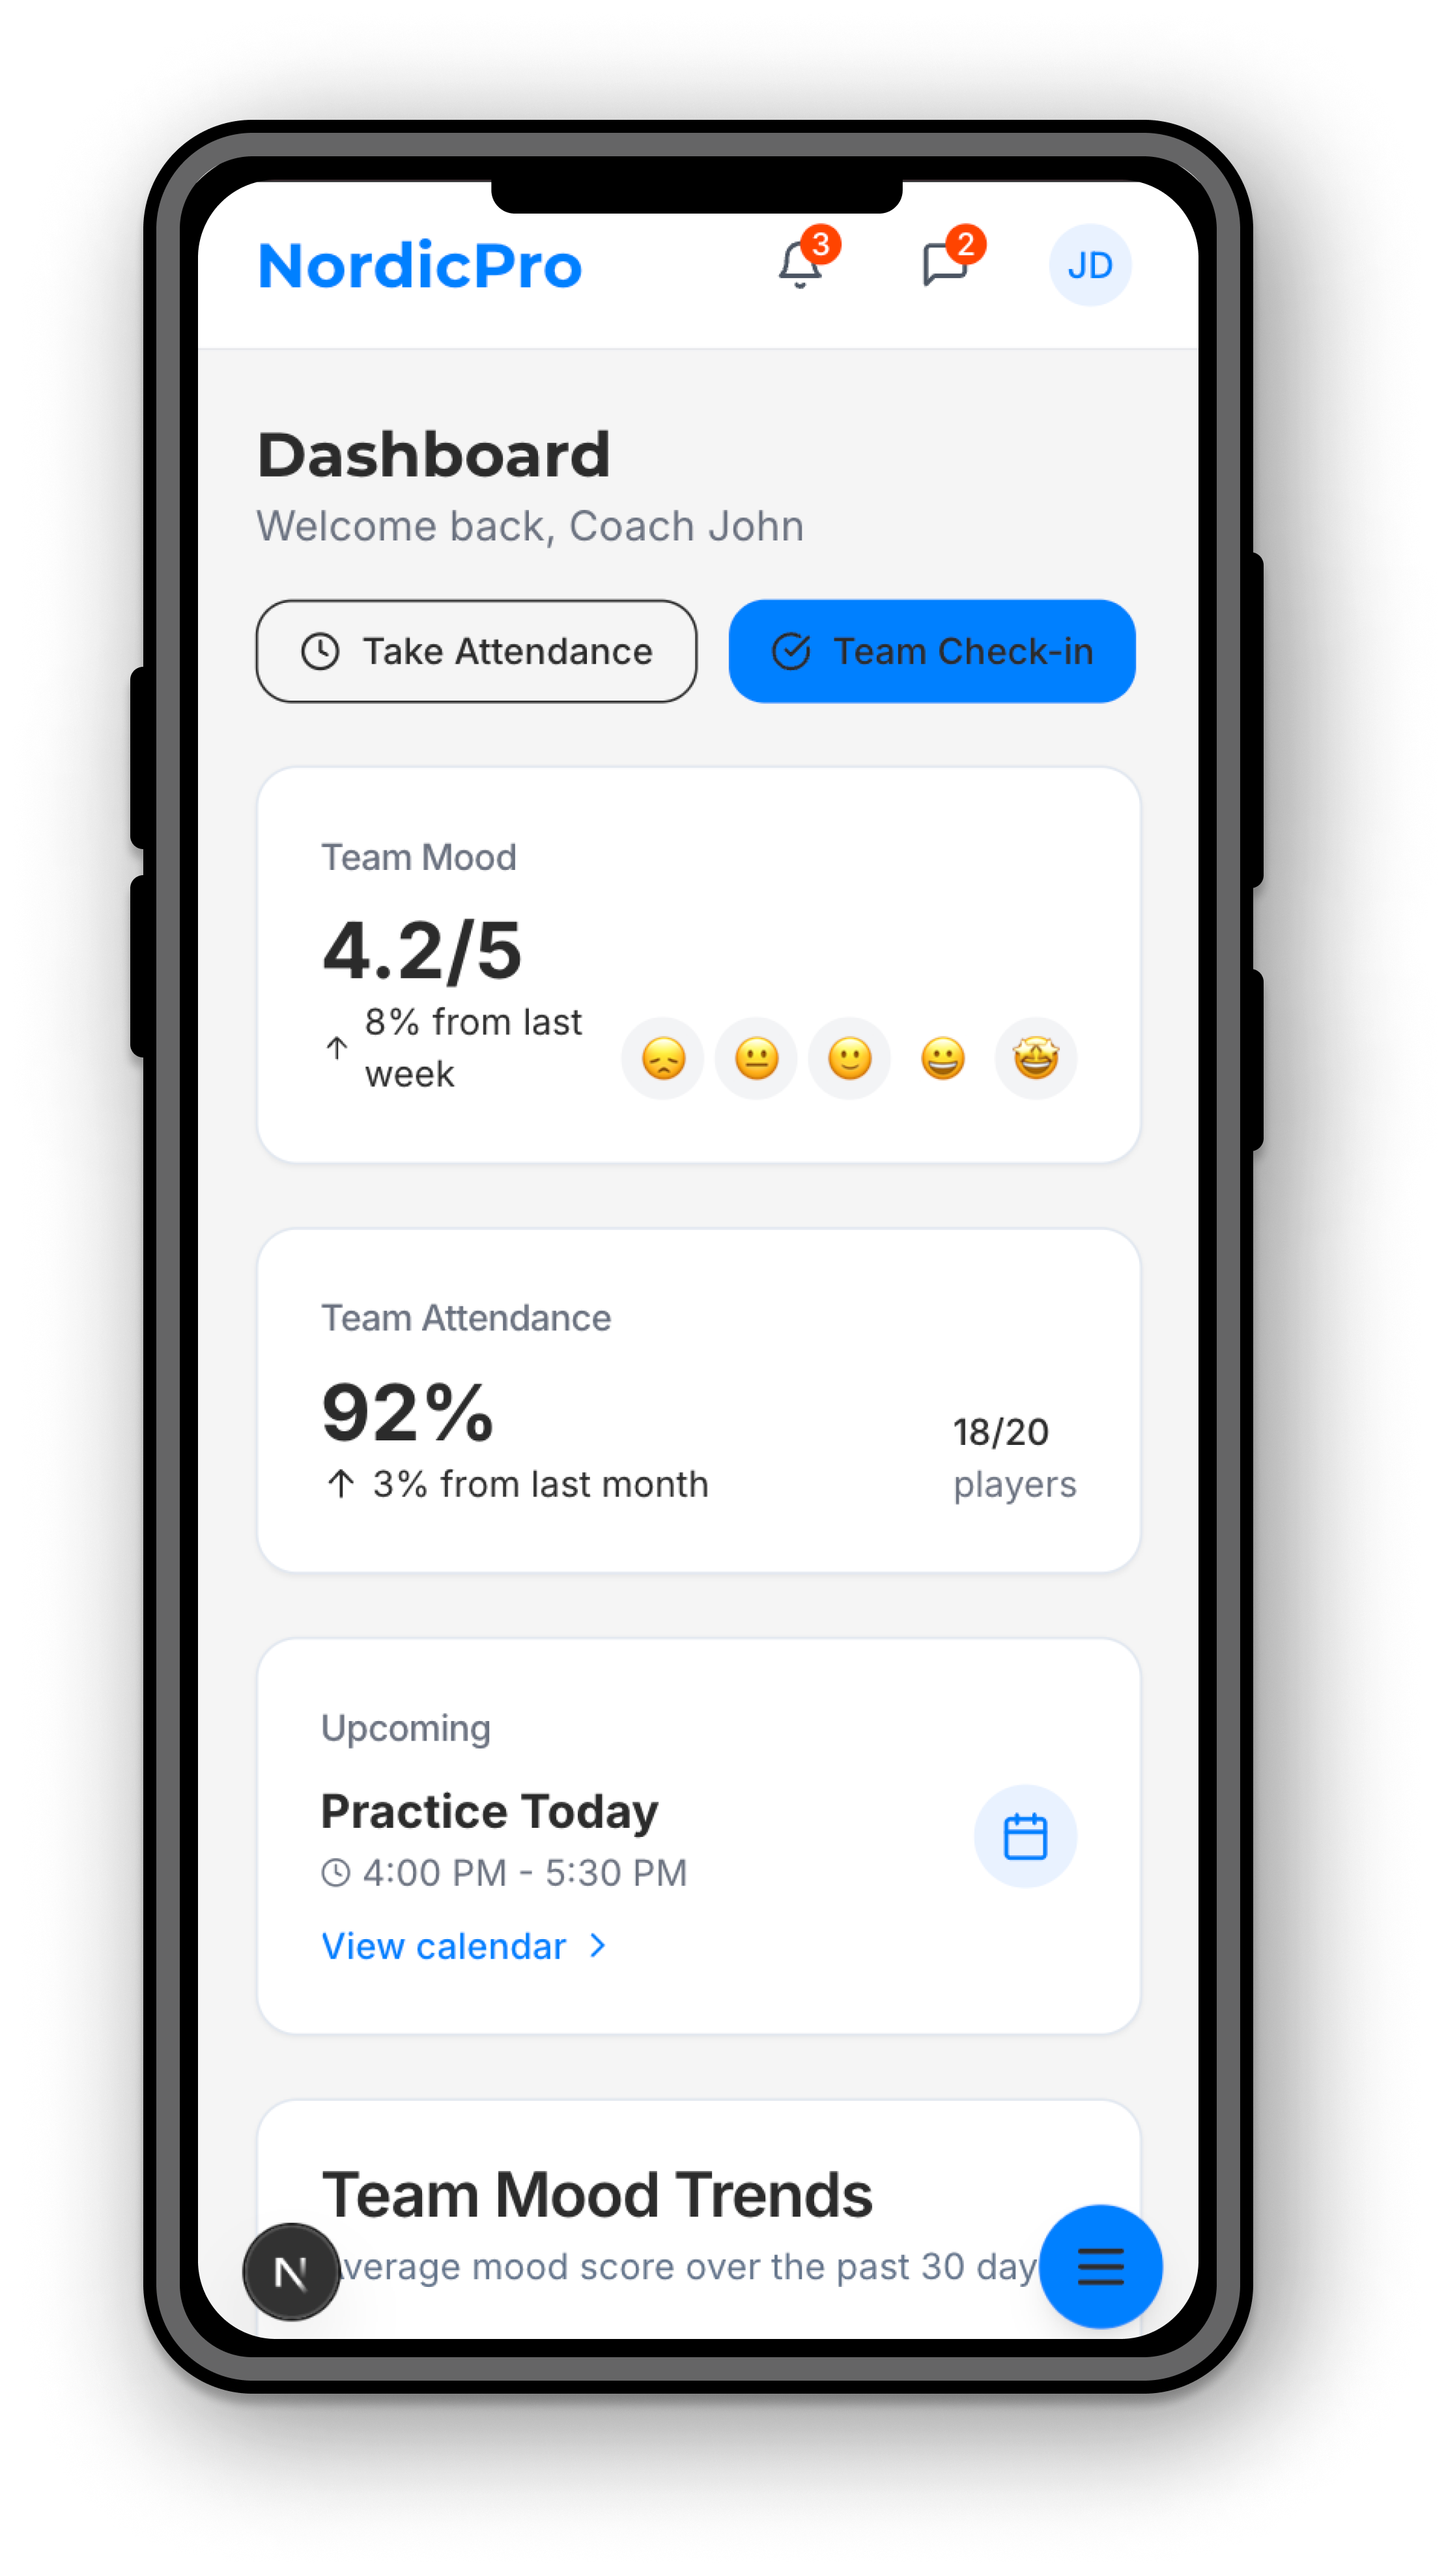 NordicPro
3
2
JD
Dashboard
Welcome back, Coach John
Take Attendance
Team Check-in
Team Mood
4.2/5
↑ 8% from last
week
😞 😐 🙂 😀 🤩
Team Attendance
92%
↑ 3% from last month
18/20
players
Upcoming
Practice Today
4:00 PM - 5:30 PM
View calendar >
Team Mood Trends
verage mood score over the past 30 day
N